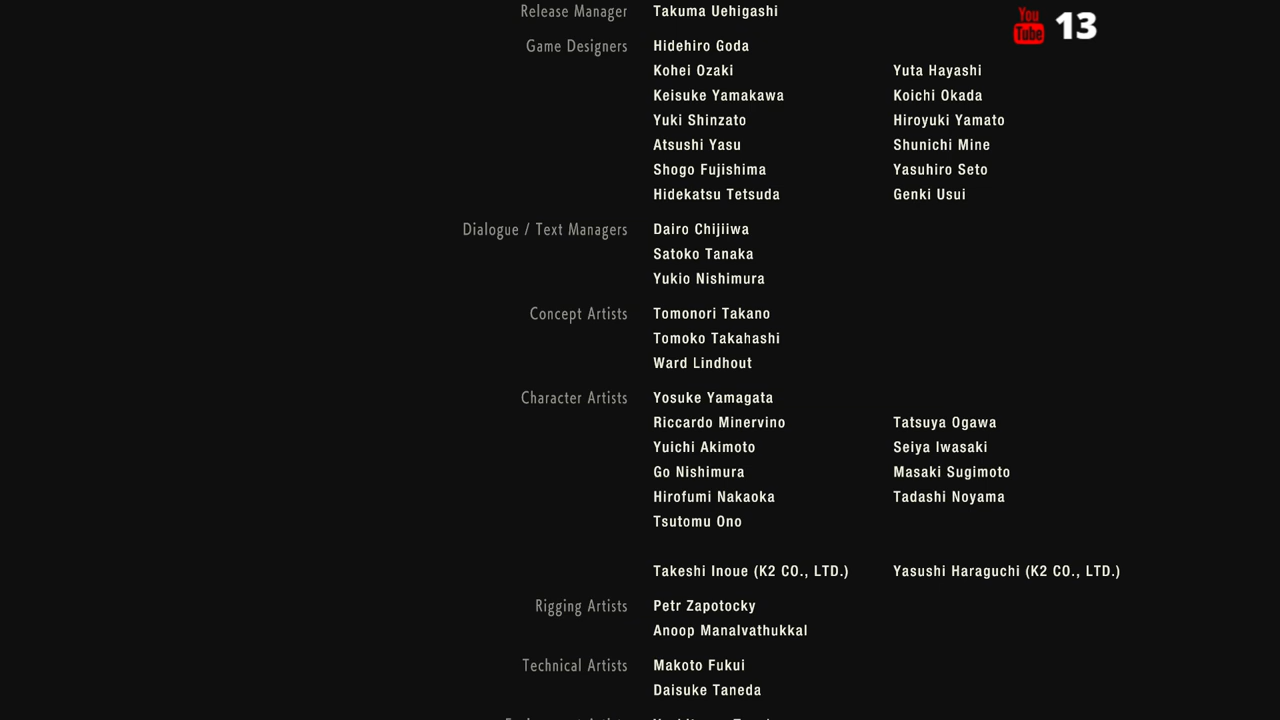 Release Manager Takuma Uehigashi
You Tube 13
Game Designers Hidehiro Goda
Kohei Ozaki Yuta Hayashi
Keisuke Yamakawa Koichi Okada
Yuki Shinzato Hiroyuki Yamato
Atsushi Yasu Shunichi Mine
Shogo Fujishima Yasuhiro Seto
Hidekatsu Tetsuda Genki Usui
Dialogue / Text Managers Dairo Chijiiwa
Satoko Tanaka
Yukio Nishimura
Concept Artists Tomonori Takano
Tomoko Takahashi
Ward Lindhout
Character Artists Yosuke Yamagata
Riccardo Minervino Tatsuya Ogawa
Yuichi Akimoto Seiya Iwasaki
Go Nishimura Masaki Sugimoto
Hirofumi Nakaoka Tadashi Noyama
Tsutomu Ono
Takeshi Inoue (K2 CO., LTD.) Yasushi Haraguchi (K2 CO., LTD.)
Rigging Artists Petr Zapotocky
Anoop Manalvathukkal
Technical Artists Makoto Fukui
Daisuke Taneda